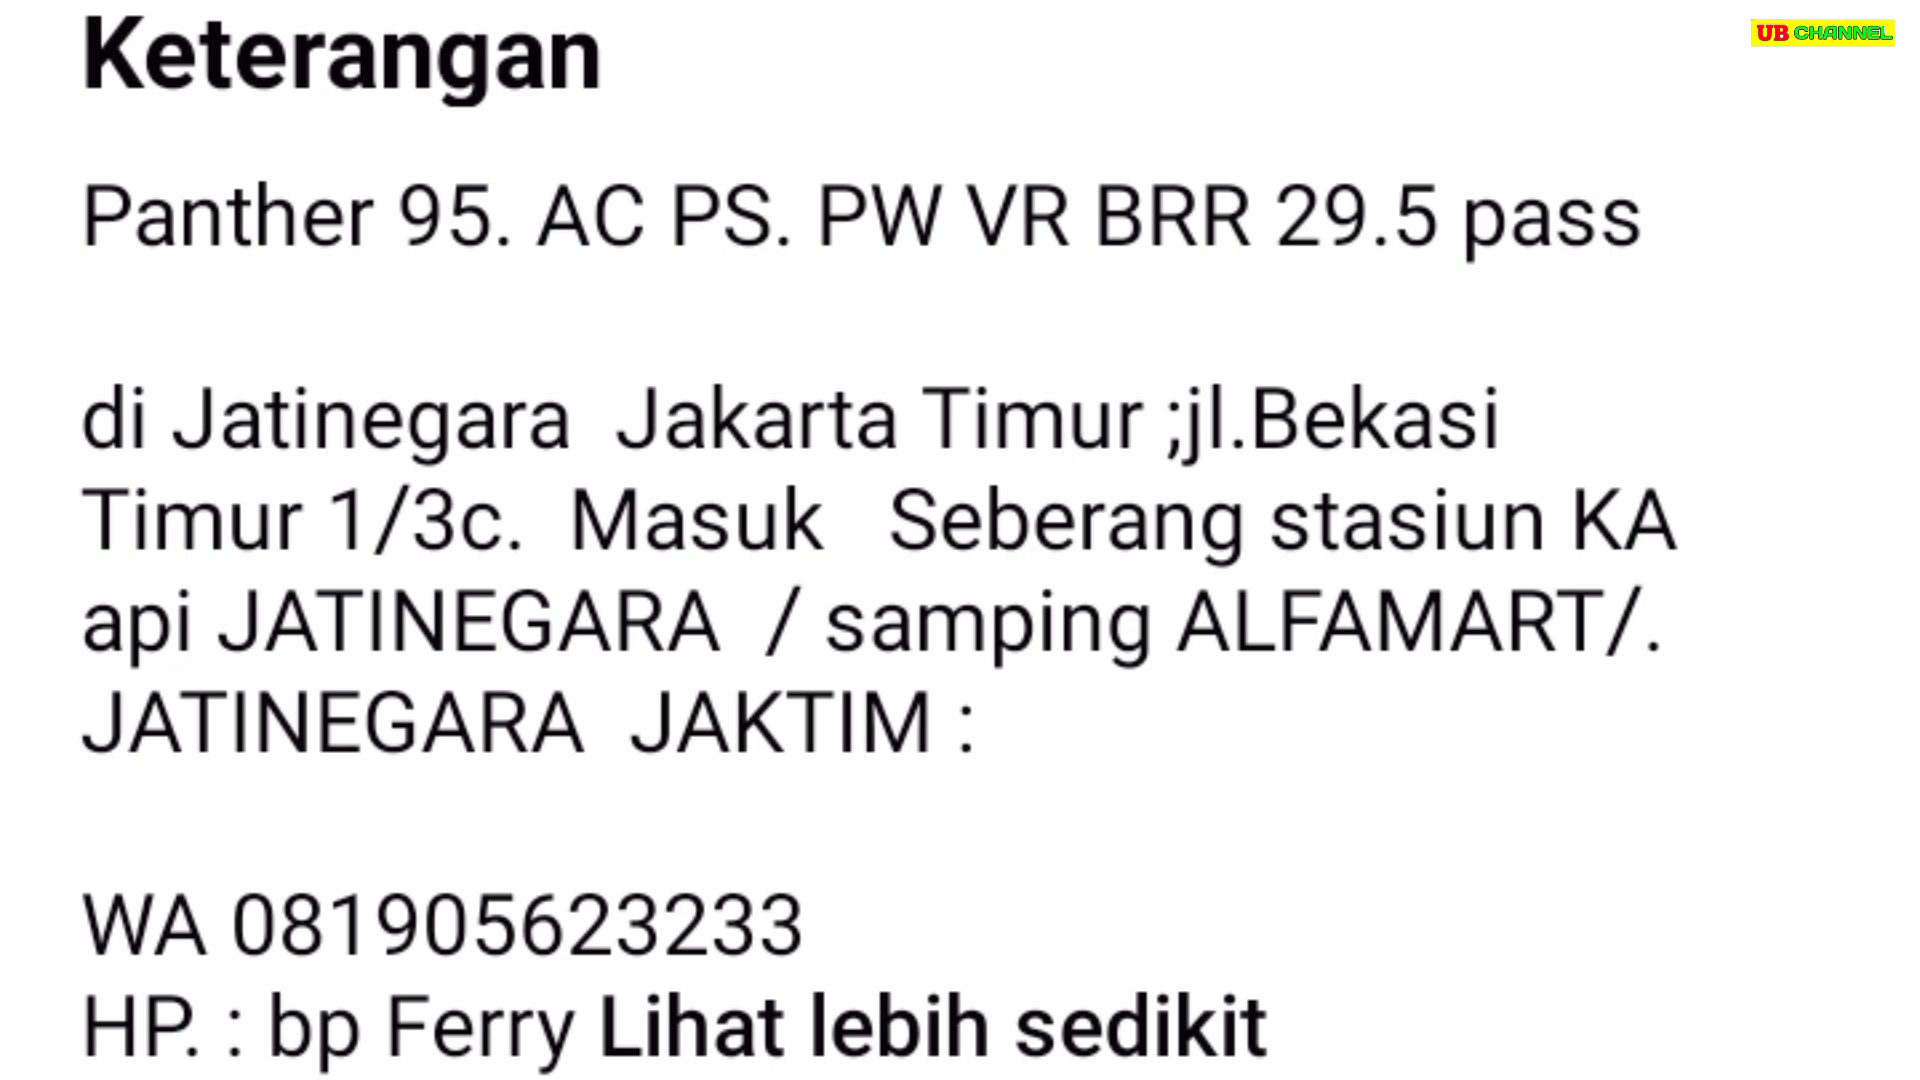 Keterangan
UB CHANNEL
Panther 95. AC PS. PW VR BRR 29.5 pass
di Jatinegara  Jakarta Timur ;jl.Bekasi
Timur 1/3c.  Masuk   Seberang stasiun KA
api JATINEGARA  / samping ALFAMART/.
JATINEGARA  JAKTIM :
WA 081905623233
HP. : bp Ferry Lihat lebih sedikit